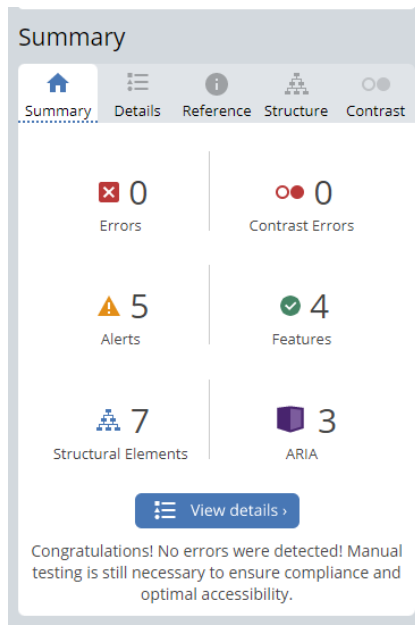 Summary
Summary Details Reference Structure Contrast
0 0
Errors Contrast Errors
5 4
Alerts Features
7 3
Structural Elements ARIA
View details ›
Congratulations! No errors were detected! Manual
testing is still necessary to ensure compliance and
optimal accessibility.